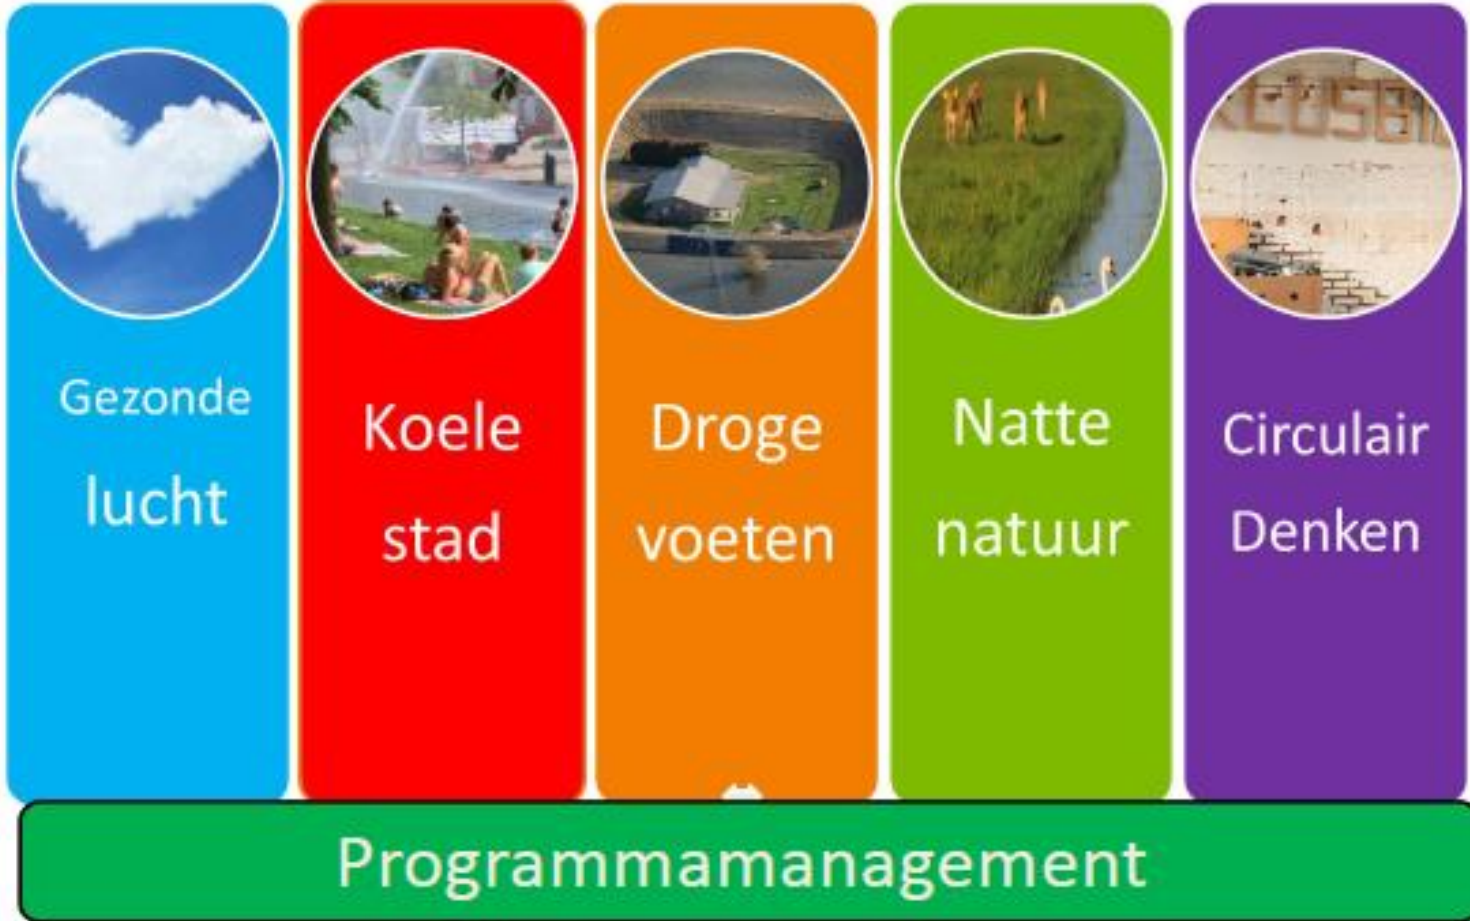 Gezonde
lucht
Koele
stad
Droge
voeten
Natte
natuur
Circulair
Denken
Programmamanagement